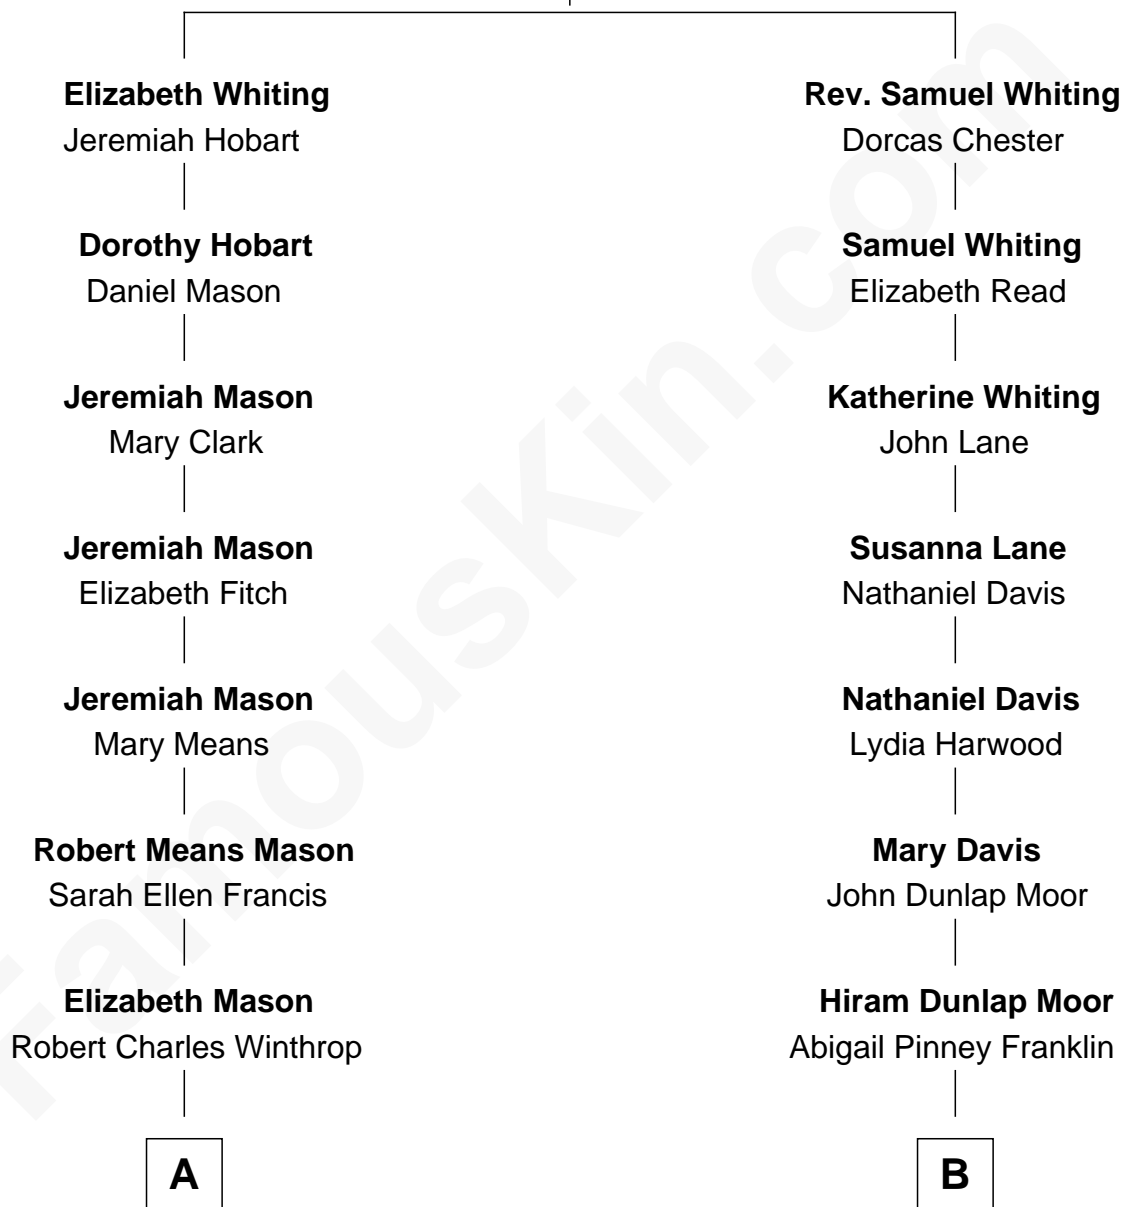 Elizabeth Whiting
Jeremiah Hobart
Rev. Samuel Whiting
Dorcas Chester
Dorothy Hobart
Daniel Mason
Samuel Whiting
Elizabeth Read
Jeremiah Mason
Mary Clark
Katherine Whiting
John Lane
Jeremiah Mason
Elizabeth Fitch
Susanna Lane
Nathaniel Davis
Jeremiah Mason
Mary Means
Nathaniel Davis
Lydia Harwood
Robert Means Mason
Sarah Ellen Francis
Mary Davis
John Dunlap Moor
Elizabeth Mason
Robert Charles Winthrop
Hiram Dunlap Moor
Abigail Pinney Franklin
A
B
FamousKin.com